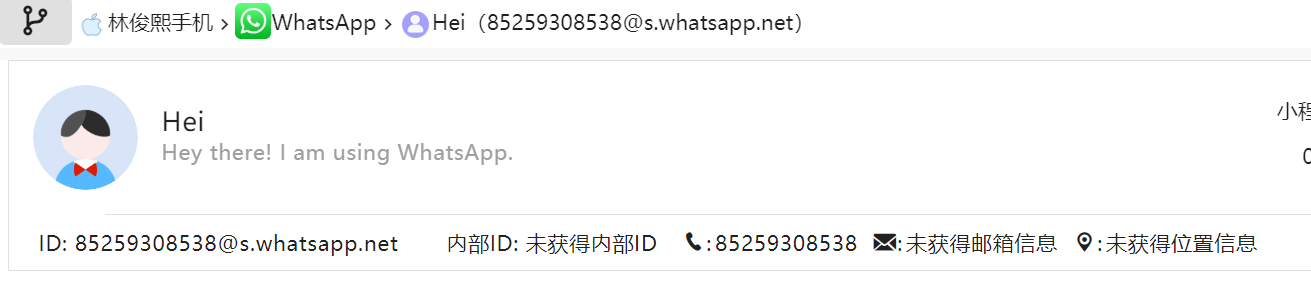 林俊熙手机 › WhatsApp › Hei（85259308538@s.whatsapp.net）
Hei
小程
Hey there! I am using WhatsApp.
ID: 85259308538@s.whatsapp.net 内部ID: 未获得内部ID :85259308538 :未获得邮箱信息 :未获得位置信息